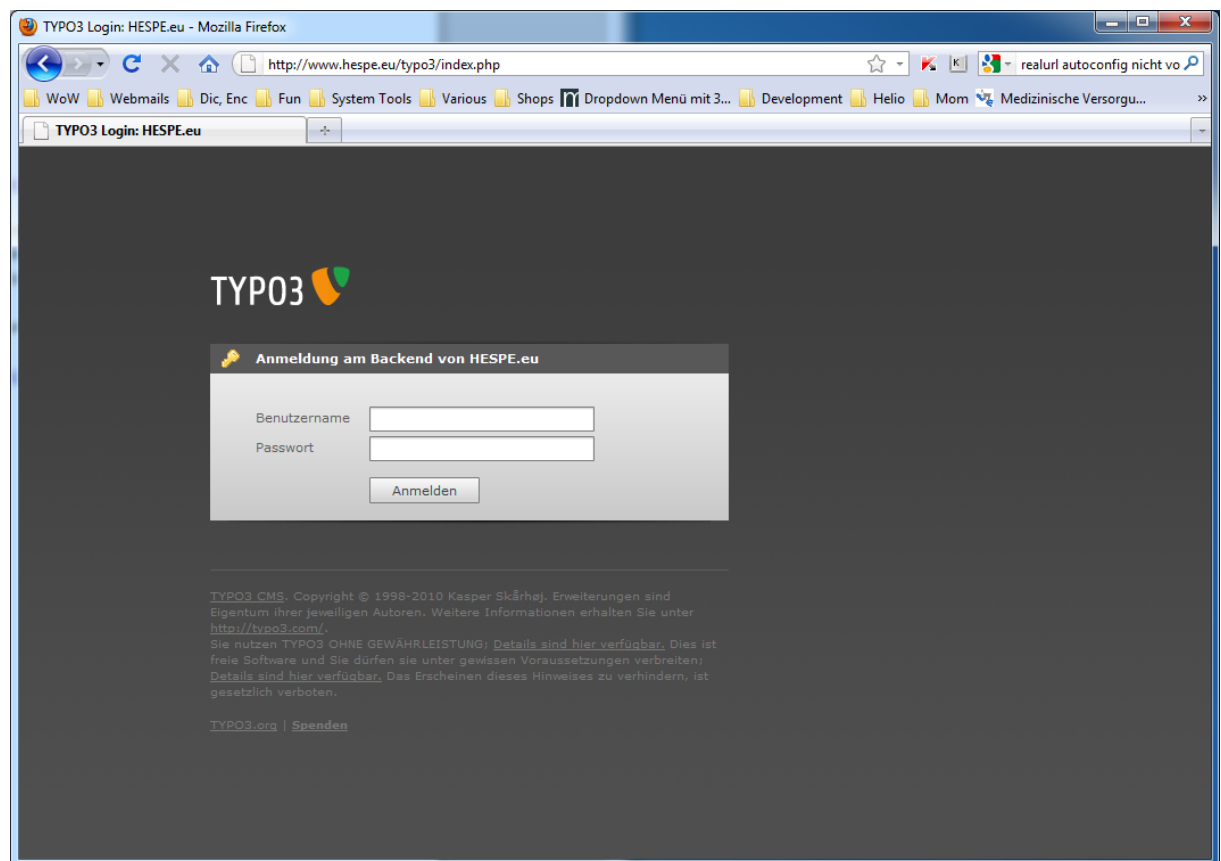 TYPO3 Login: HESPE.eu - Mozilla Firefox
http://www.hespe.eu/typo3/index.php
K
realurl autoconfig nicht vo
WoW Webmails Dic, Enc Fun System Tools Various Shops Dropdown Menü mit 3... Development Helio Mom Medizinische Versorgu... »
TYPO3 Login: HESPE.eu
TYPO3
Anmeldung am Backend von HESPE.eu
Benutzername
Passwort
Anmelden
TYPO3 CMS. Copyright © 1998-2010 Kasper Skårhøj. Erweiterungen sind
Eigentum ihrer jeweiligen Autoren. Weitere Informationen erhalten Sie unter
http://typo3.com/.
Sie nutzen TYPO3 OHNE GEWÄHRLEISTUNG; Details sind hier verfügbar. Dies ist
freie Software und Sie dürfen sie unter gewissen Voraussetzungen verbreiten;
Details sind hier verfügbar. Das Erscheinen dieses Hinweises zu verhindern, ist
gesetzlich verboten.
TYPO3.org | Spenden